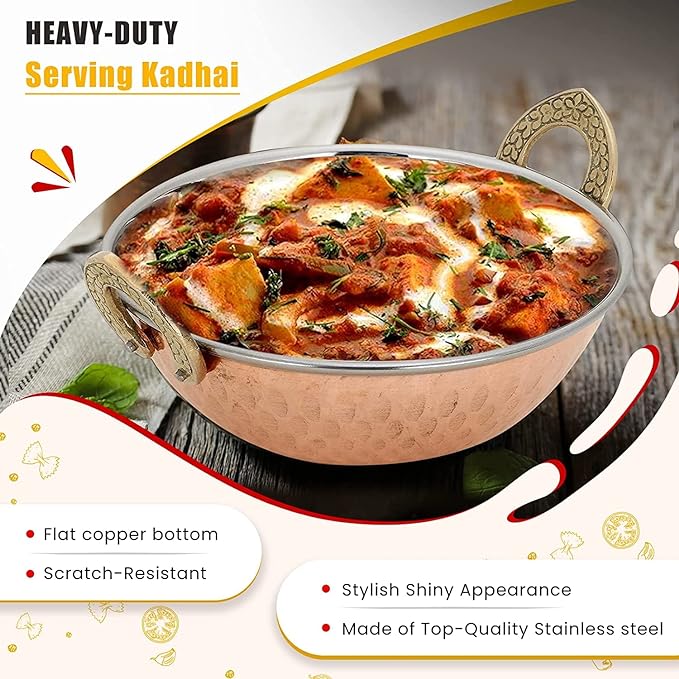 HEAVY-DUTY
Serving Kadhai
Flat copper bottom
Scratch-Resistant
Stylish Shiny Appearance
Made of Top-Quality Stainless steel